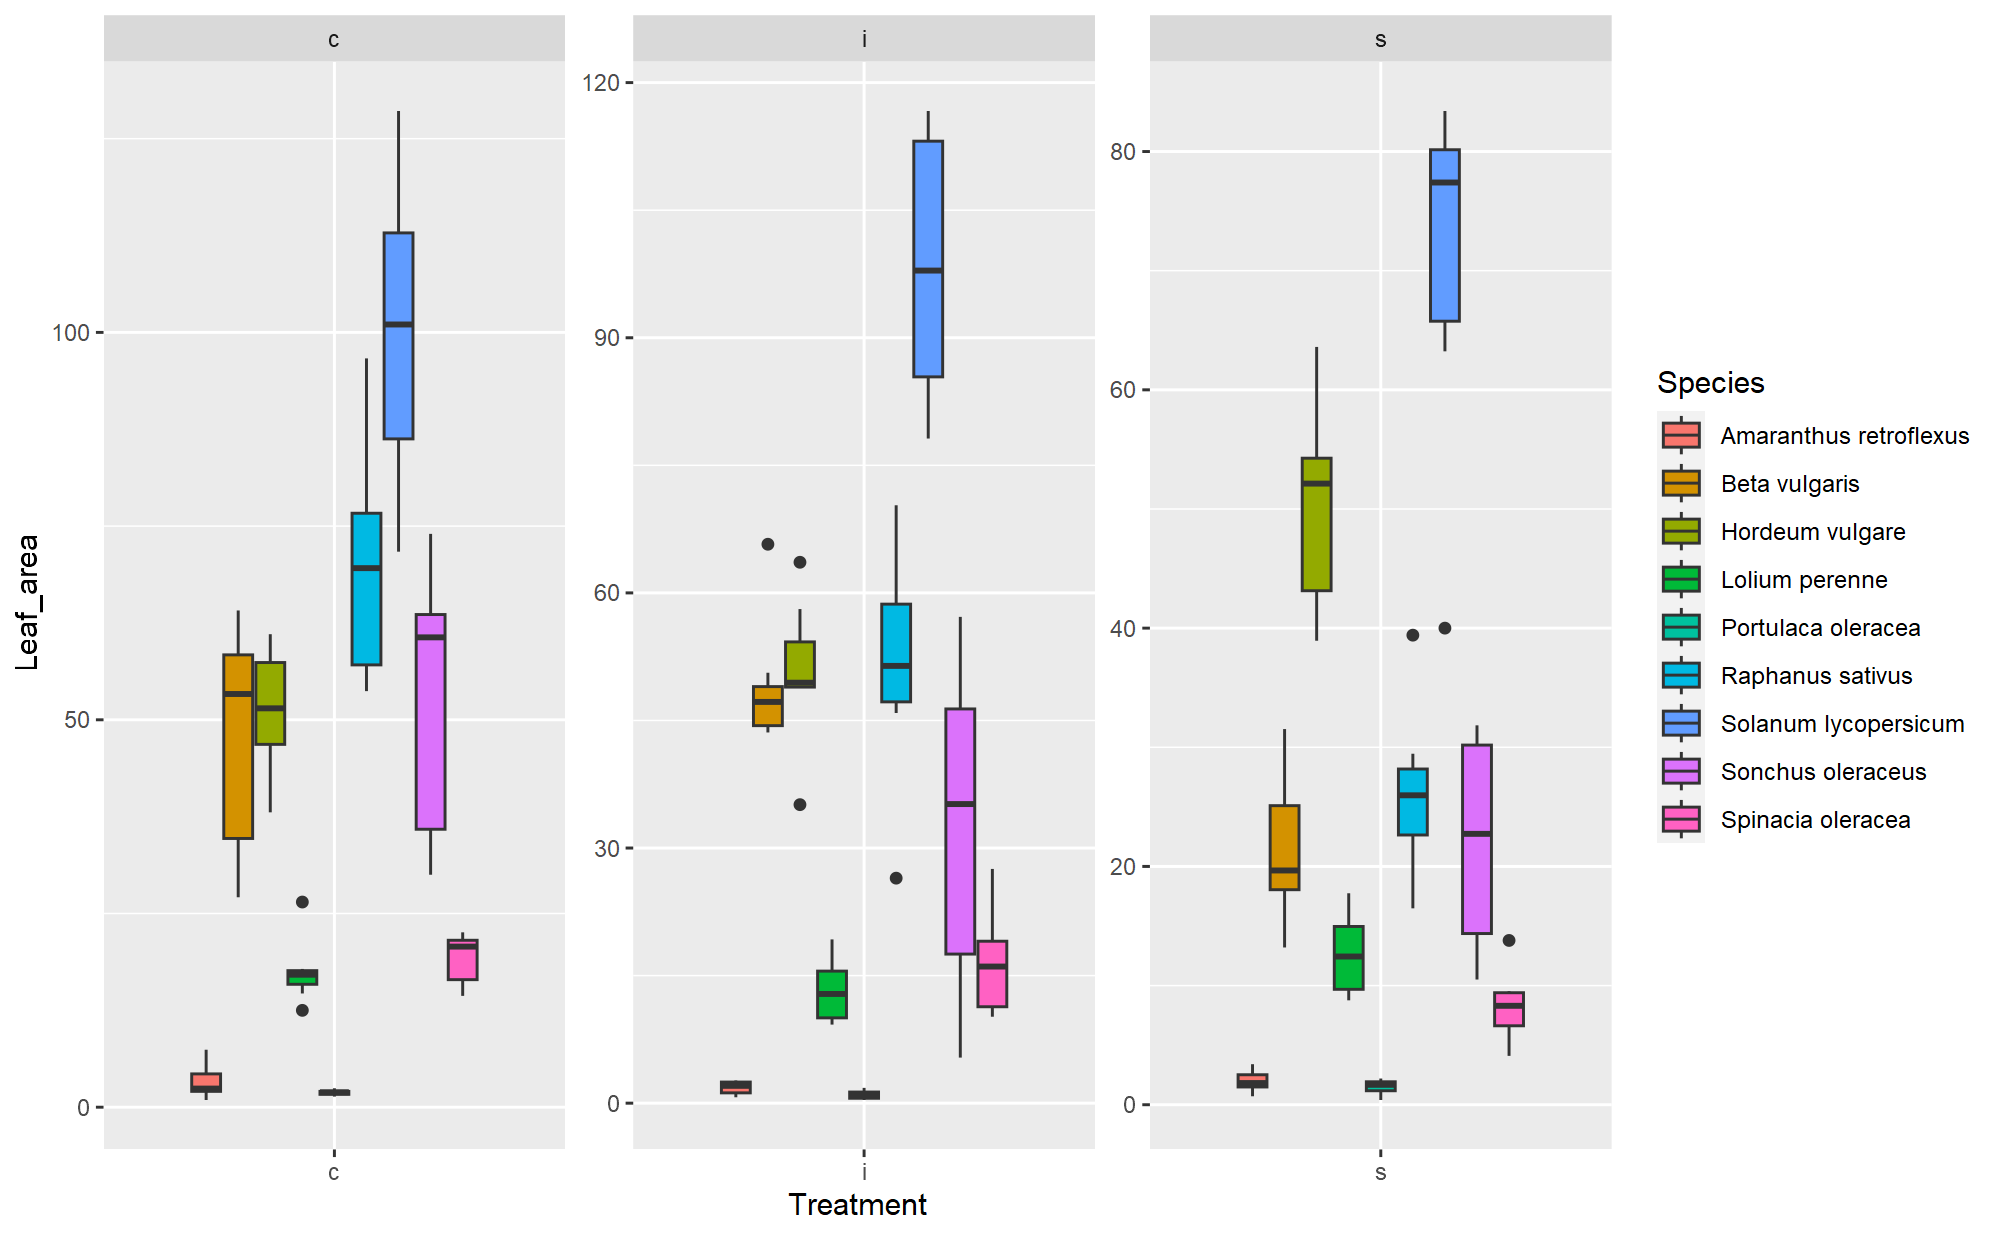 c
i
s
Leaf_area
100
50
0
120
90
60
30
0
80
60
40
20
0
c
i
s
Treatment
Species
Amaranthus retroflexus
Beta vulgaris
Hordeum vulgare
Lolium perenne
Portulaca oleracea
Raphanus sativus
Solanum lycopersicum
Sonchus oleraceus
Spinacia oleracea